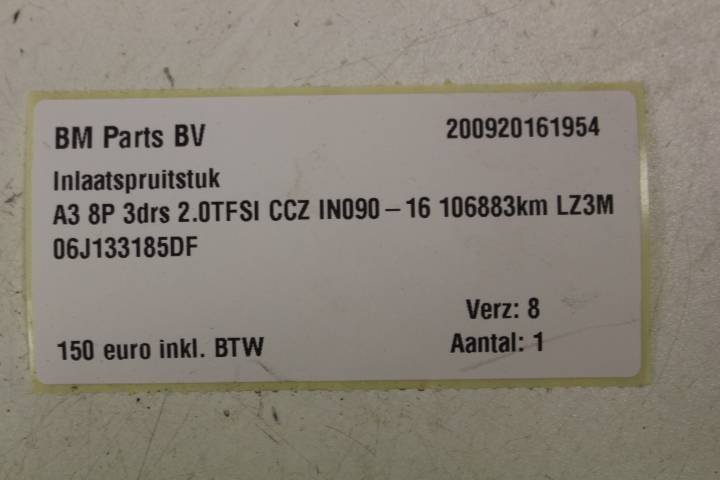 BM Parts BV 200920161954
Inlaatspruitstuk
A3 8P 3drs 2.0TFSI CCZ IN090 – 16 106883km LZ3M
06J133185DF
Verz: 8
150 euro inkl. BTW Aantal: 1